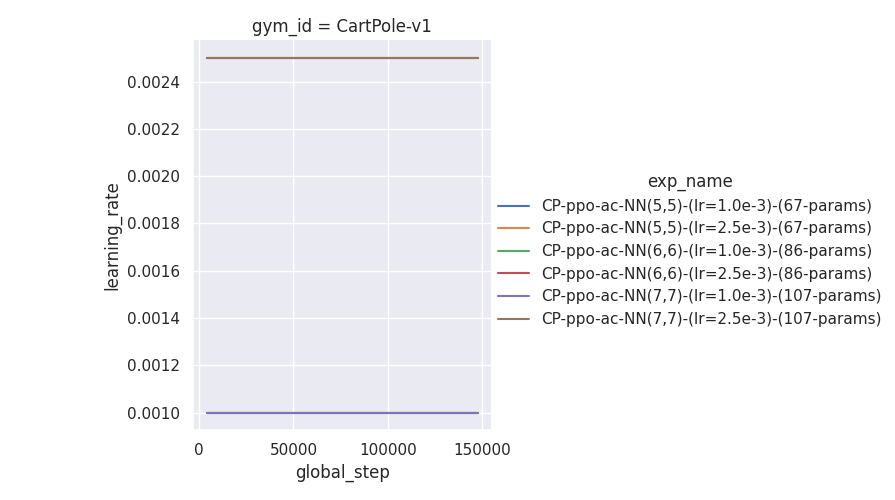 gym_id = CartPole-v1
learning_rate
0.0024
0.0022
0.0020
0.0018
0.0016
0.0014
0.0012
0.0010
0
50000
100000
150000
global_step
exp_name
CP-ppo-ac-NN(5,5)-(lr=1.0e-3)-(67-params)
CP-ppo-ac-NN(5,5)-(lr=2.5e-3)-(67-params)
CP-ppo-ac-NN(6,6)-(lr=1.0e-3)-(86-params)
CP-ppo-ac-NN(6,6)-(lr=2.5e-3)-(86-params)
CP-ppo-ac-NN(7,7)-(lr=1.0e-3)-(107-params)
CP-ppo-ac-NN(7,7)-(lr=2.5e-3)-(107-params)